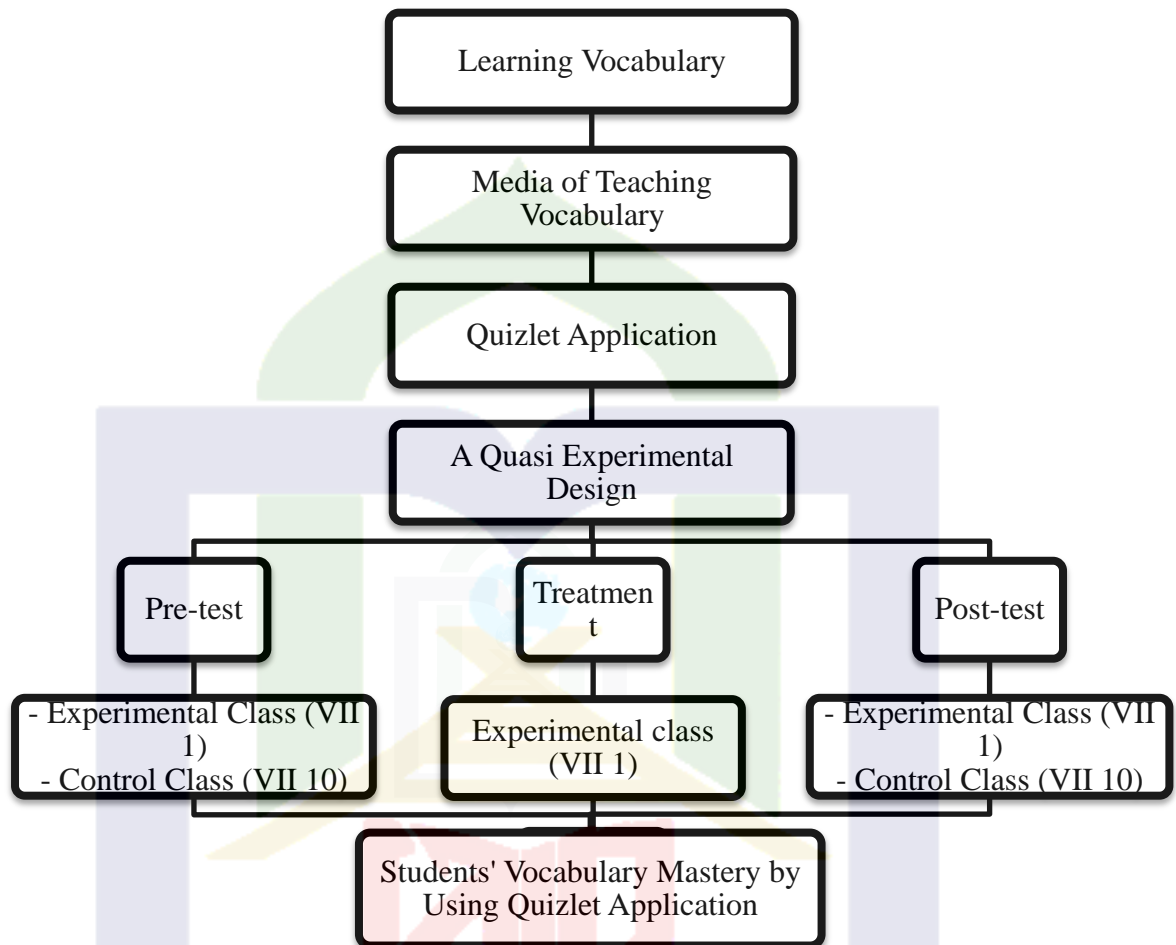 Learning Vocabulary
Media of Teaching
Vocabulary
Quizlet Application
A Quasi Experimental
Design
Pre-test
Treatmen
t
Post-test
- Experimental Class (VII
1)
- Control Class (VII 10)
Experimental class
(VII 1)
- Experimental Class (VII
1)
- Control Class (VII 10)
Students' Vocabulary Mastery by
Using Quizlet Application